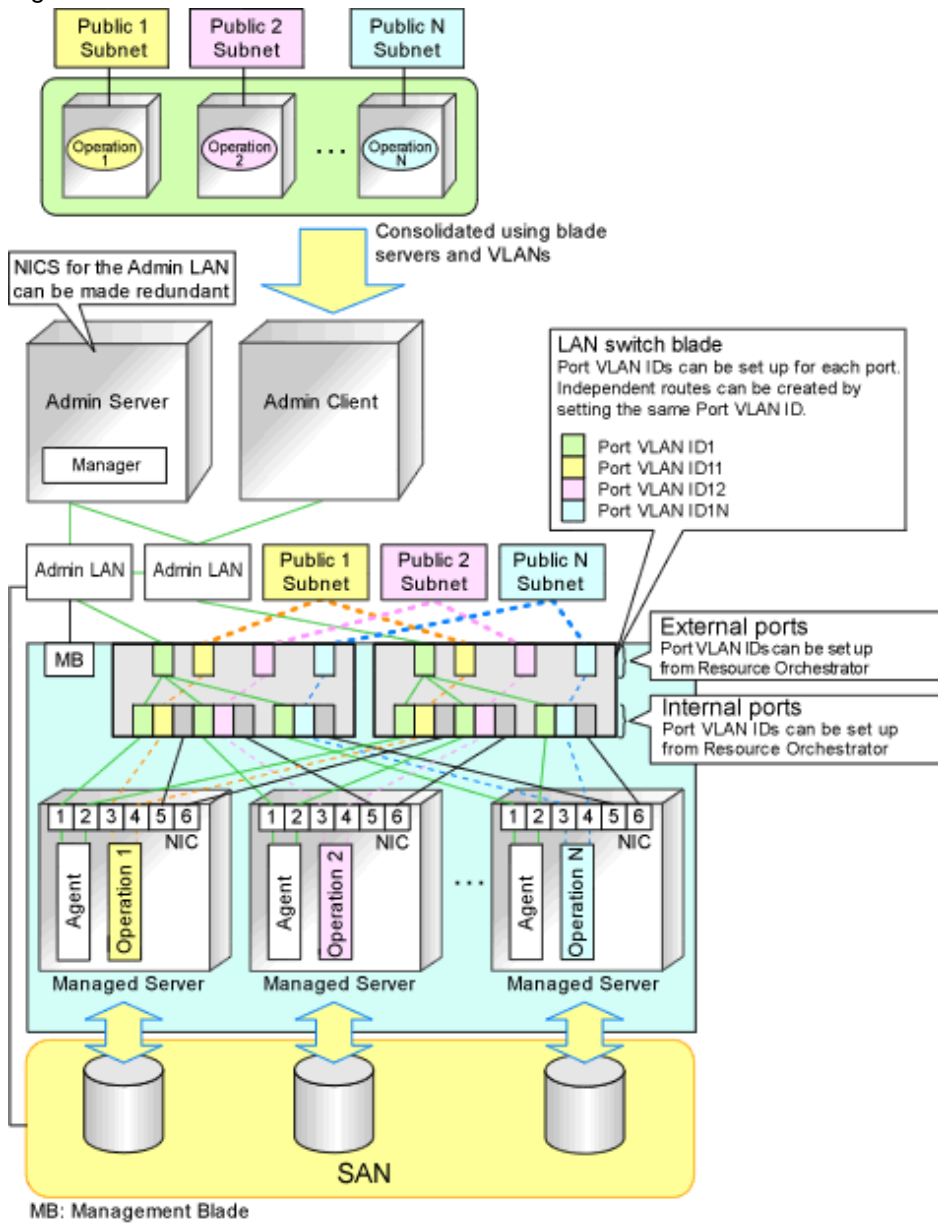 Public 1
Subnet
Public 2
Subnet
Public N
Subnet
Operation
1
Operation
2
...
Operation
N
Consolidated using blade
servers and VLANs
NICS for the Admin LAN
can be made redundant
Admin Server
Manager
Admin Client
LAN switch blade
Port VLAN IDs can be set up for each port.
Independent routes can be created by
setting the same Port VLAN ID.
Port VLAN ID1
Port VLAN ID11
Port VLAN ID12
Port VLAN ID1N
Admin LAN
Admin LAN
Public 1
Subnet
Public 2
Subnet
Public N
Subnet
MB
External ports
Port VLAN IDs can be set up
from Resource Orchestrator
Internal ports
Port VLAN IDs can be set up
from Resource Orchestrator
1 2 3 4 5 6
NIC
Agent
Operation 1
Managed Server
1 2 3 4 5 6
NIC
Agent
Operation 2
Managed Server
...
1 2 3 4 5 6
NIC
Agent
Operation N
Managed Server
SAN
MB: Management Blade